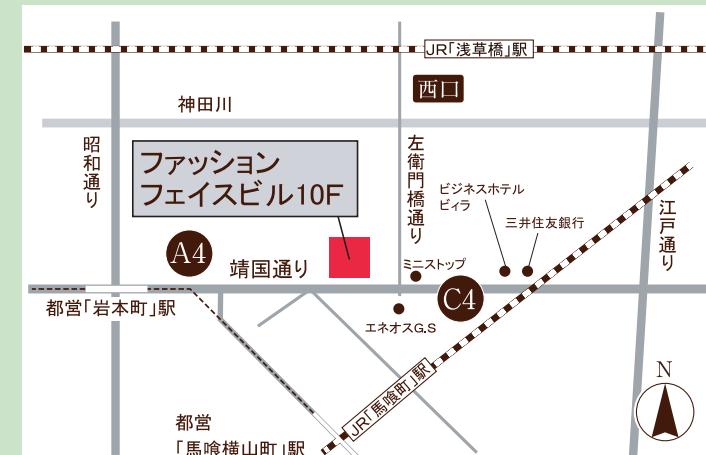 JR「浅草橋」駅
西口
神田川
昭和通り
ファッション
フェイスビル10F
左衛門橋通り
ビジネスホテル
ビィラ
三井住友銀行
江戸通り
A4
靖国通り
ミニストップ
C4
都営「岩本町」駅
エネオスG.S
JR「馬喰町」駅
N
都営
「馬喰横山町」駅